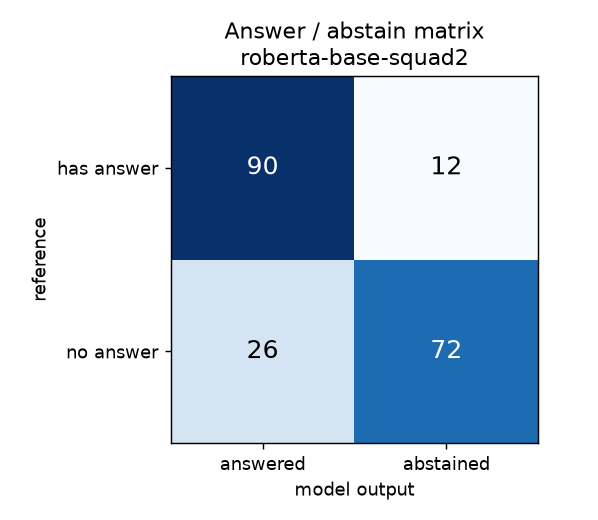 Answer / abstain matrix
roberta-base-squad2
has answer
90
12
reference
no answer
26
72
answered
abstained
model output